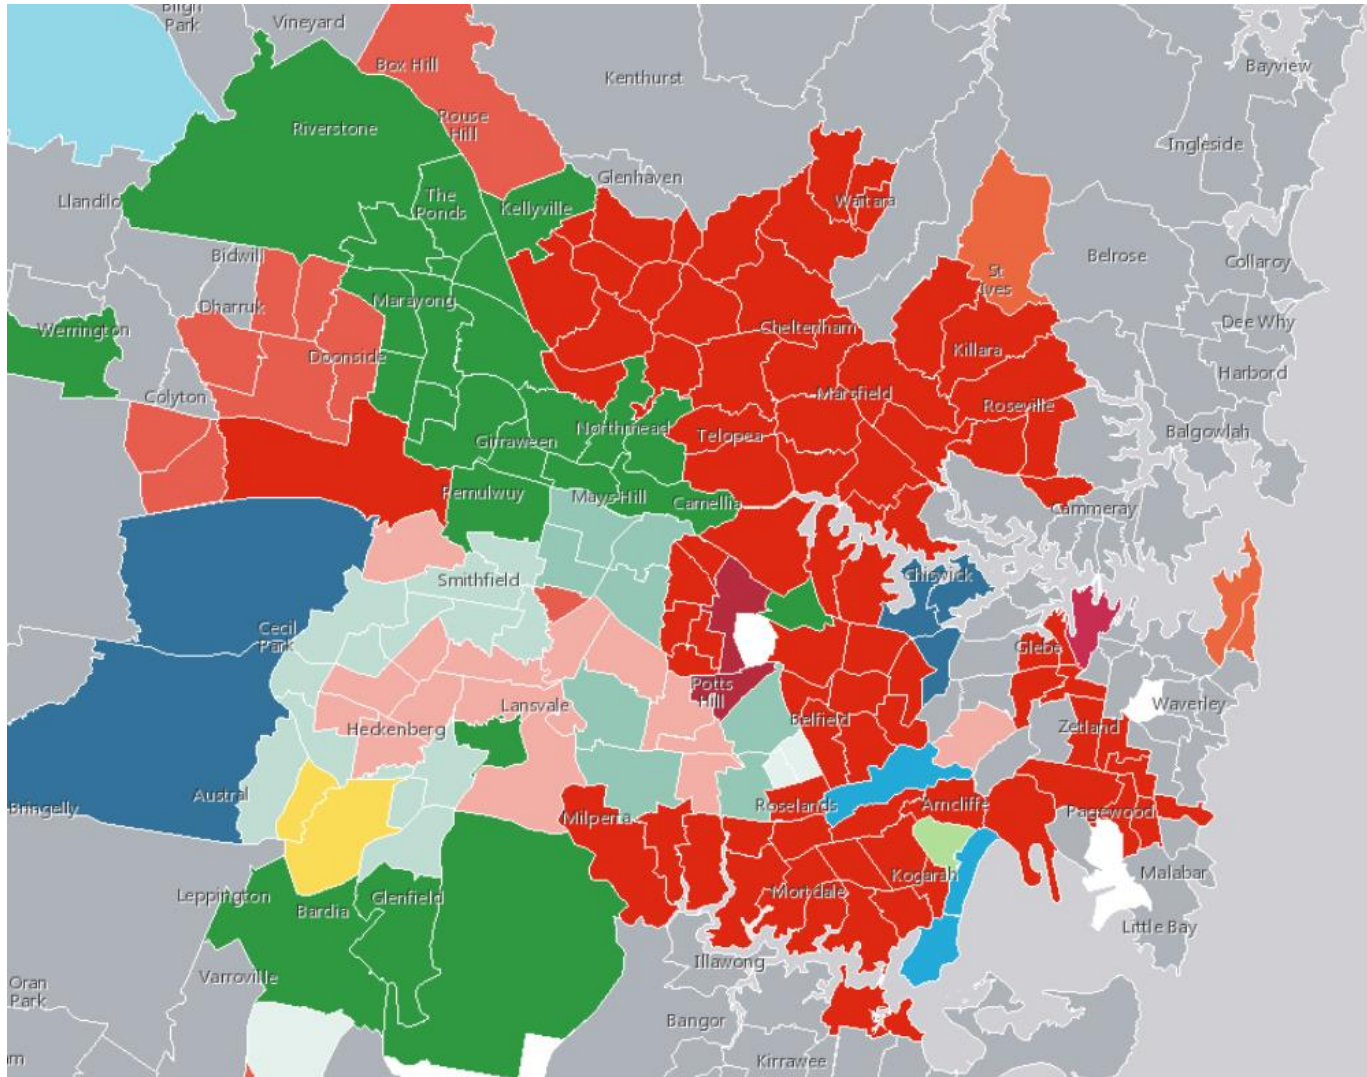 Bligh
Park
Vineyard
Box Hill
Kenthurst
Bayview
Riverstone
Rouse
Hill
Ingleside
Glenhaven
Llandilo
The
Ponds
Kellyville
Waitara
Bidwill
Belrose
Collaroy
St
Ives
Dharruk
Marayong
Werrington
Cheltenham
Dee Why
Doonside
Killara
Harbord
Colyton
Marsfield
Roseville
Girraween
Northmead
Telopea
Balgowlah
Pemulwuy
Mays Hill
Camellia
Cammeray
Smithfield
Chiswick
Cecil
Park
Glebe
Potts
Hill
Lansvale
Waverley
Heckenberg
Belfield
Zetland
Bringelly
Austral
Milperra
Roselands
Arncliffe
Pagewood
Leppington
Bardia
Glenfield
Mortdale
Kogarah
Malabar
Little Bay
Varroville
Illawong
Oran
Park
Bangor
Kirrawee